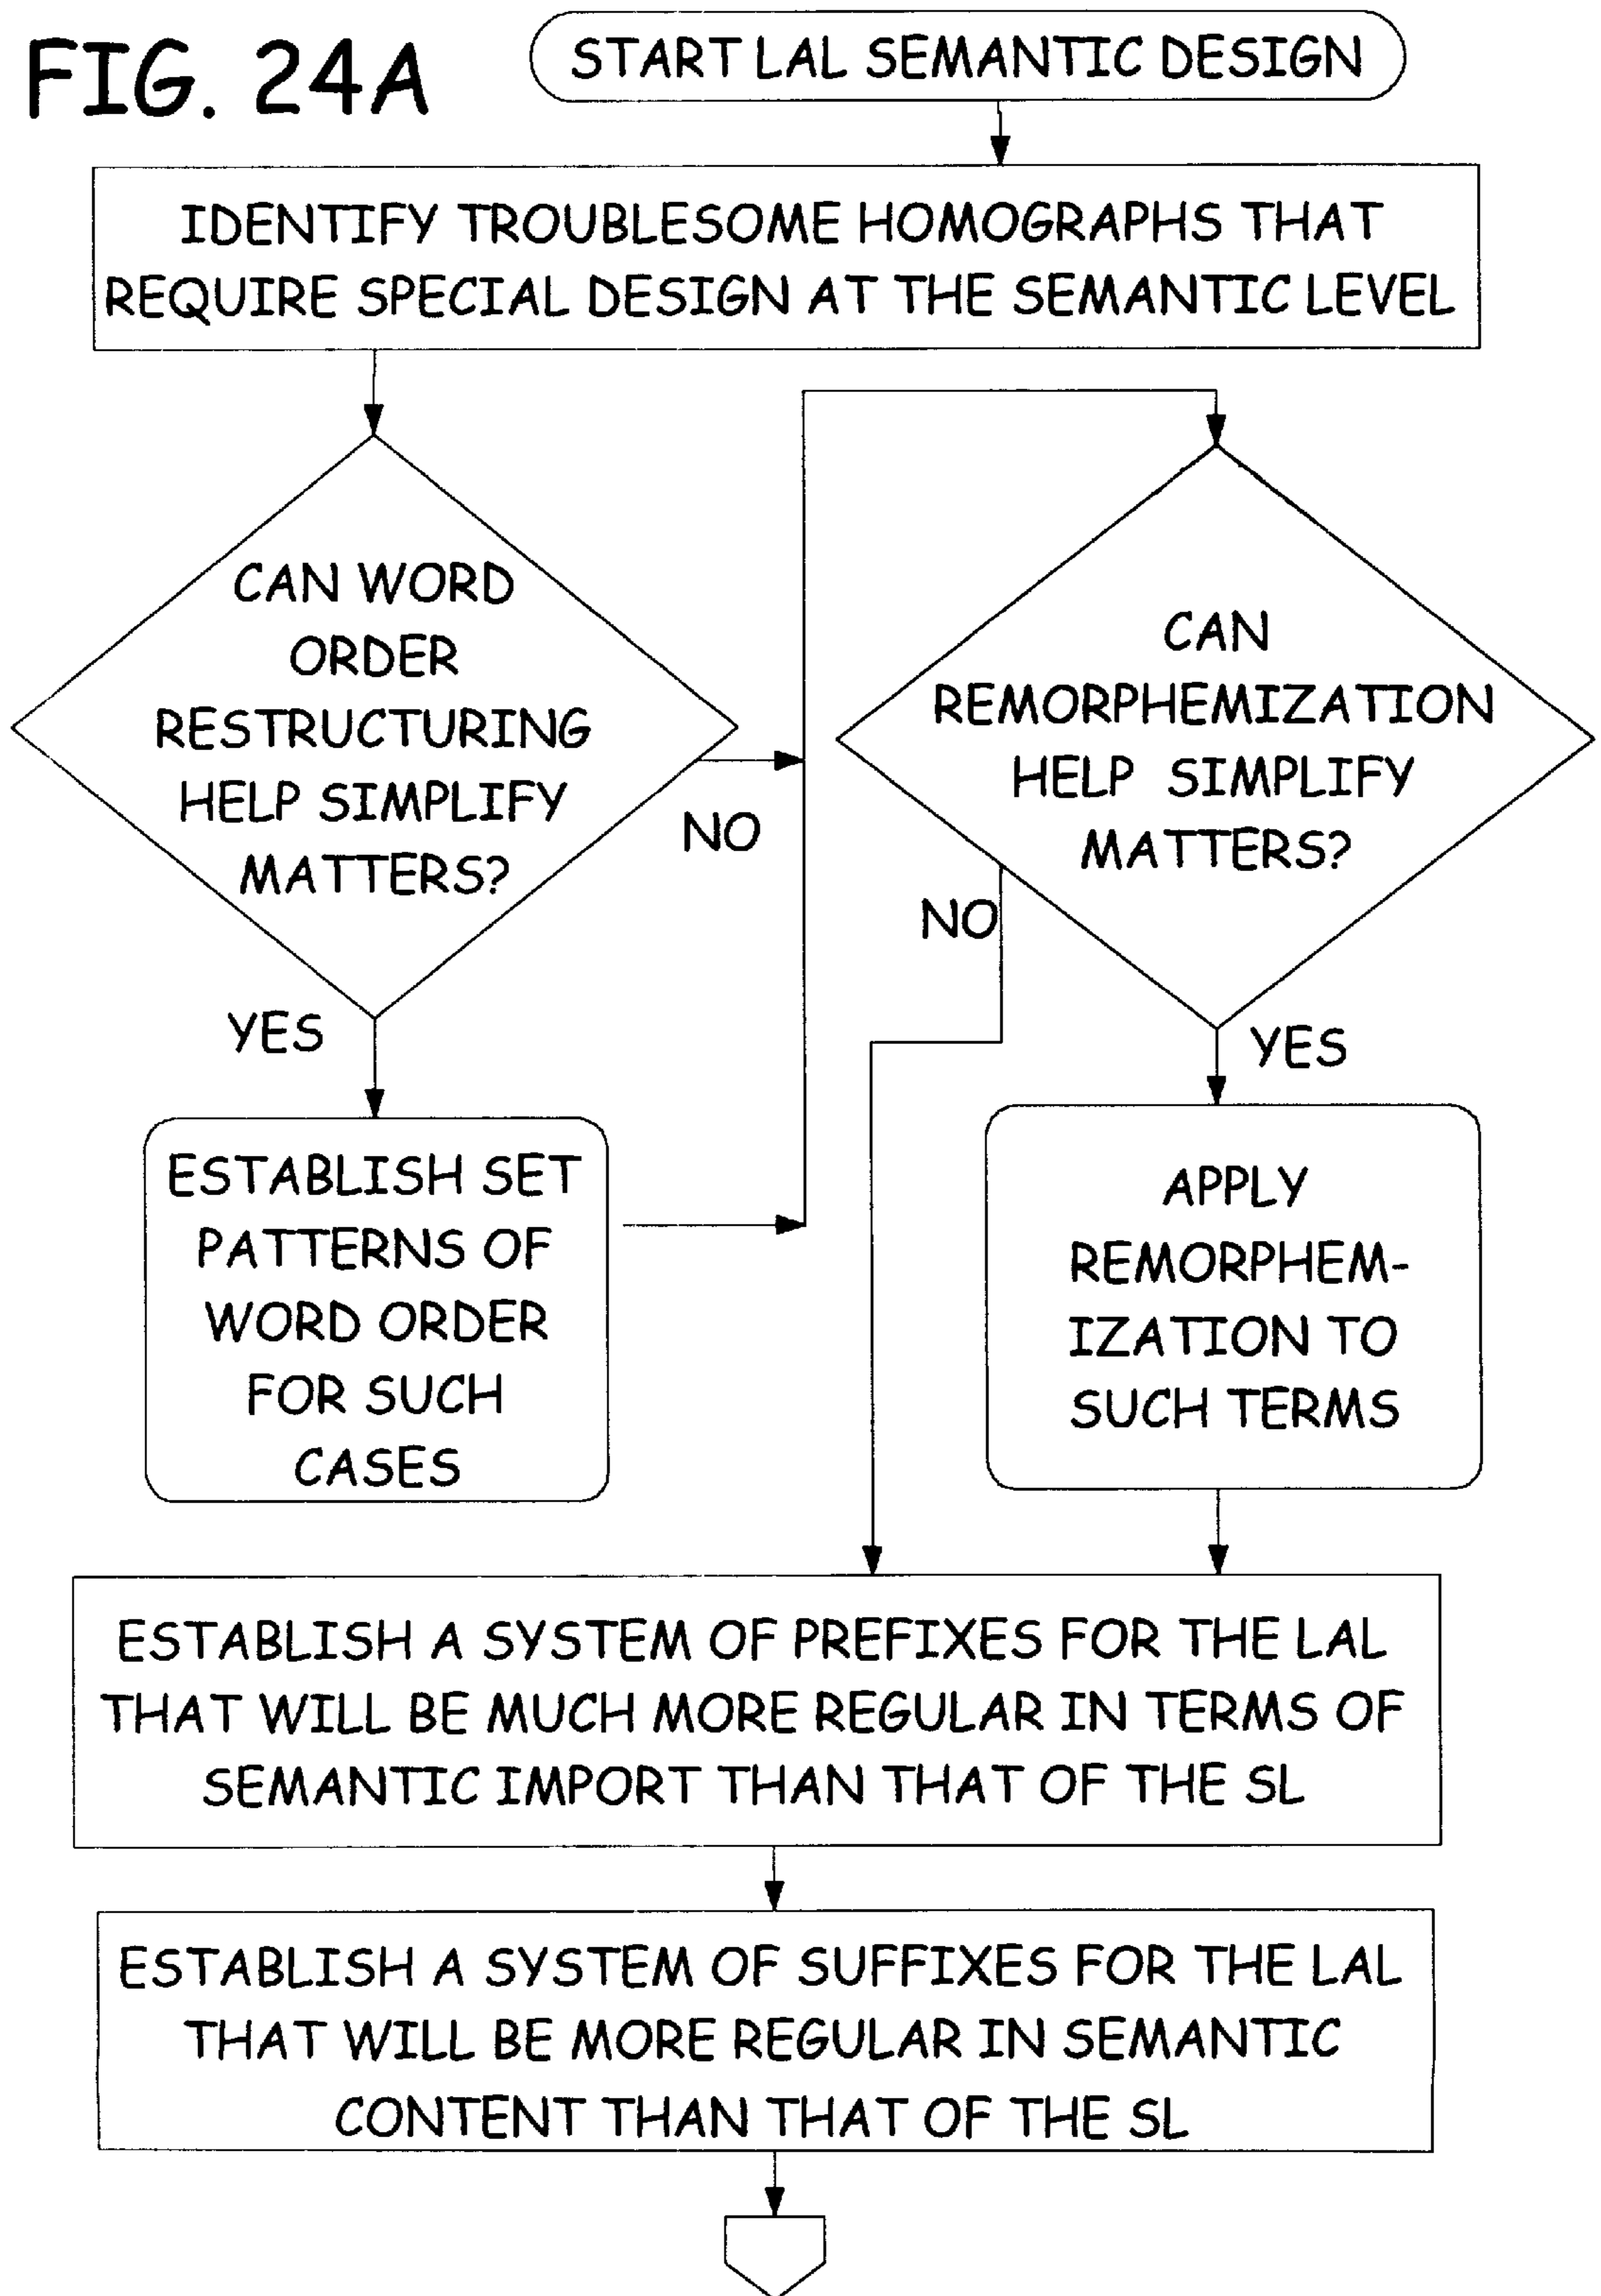 FIG. 24A
START LAL SEMANTIC DESIGN
IDENTIFY TROUBLESOME HOMOGRAPHS THAT
REQUIRE SPECIAL DESIGN AT THE SEMANTIC LEVEL
CAN WORD
ORDER
RESTRUCTURING
HELP SIMPLIFY
MATTERS?
NO
YES
ESTABLISH SET
PATTERNS OF
WORD ORDER
FOR SUCH
CASES
CAN
REMORPHEMIZATION
HELP SIMPLIFY
MATTERS?
NO
YES
APPLY
REMORPHEM-
IZATION TO
SUCH TERMS
ESTABLISH A SYSTEM OF PREFIXES FOR THE LAL
THAT WILL BE MUCH MORE REGULAR IN TERMS OF
SEMANTIC IMPORT THAN THAT OF THE SL
ESTABLISH A SYSTEM OF SUFFIXES FOR THE LAL
THAT WILL BE MORE REGULAR IN SEMANTIC
CONTENT THAN THAT OF THE SL